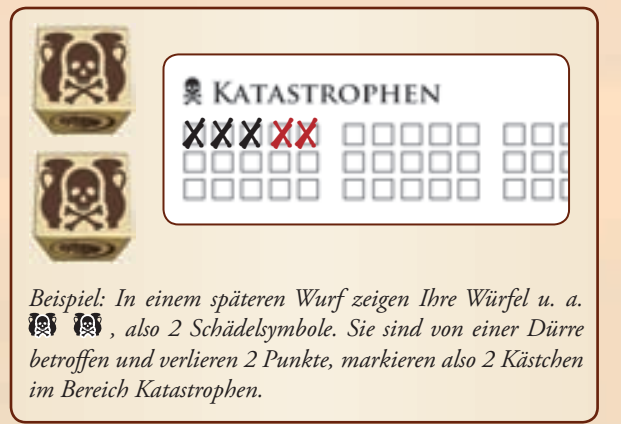 KATASTROPHEN
Beispiel: In einem späteren Wurf zeigen Ihre Würfel u. a.
, also 2 Schädelsymbole. Sie sind von einer Dürre
betroffen und verlieren 2 Punkte, markieren also 2 Kästchen
im Bereich Katastrophen.